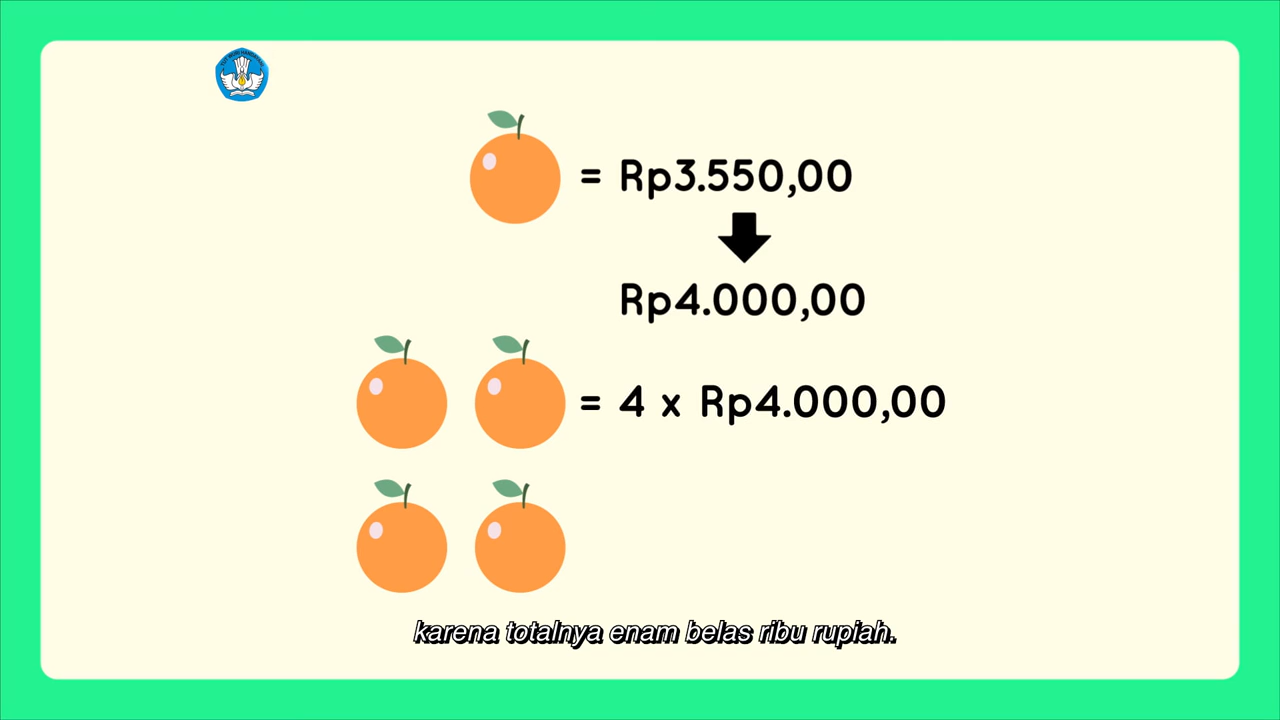 = Rp3.550,00
Rp4.000,00
= 4 x Rp4.000,00
karena totalnya enam belas ribu rupiah.